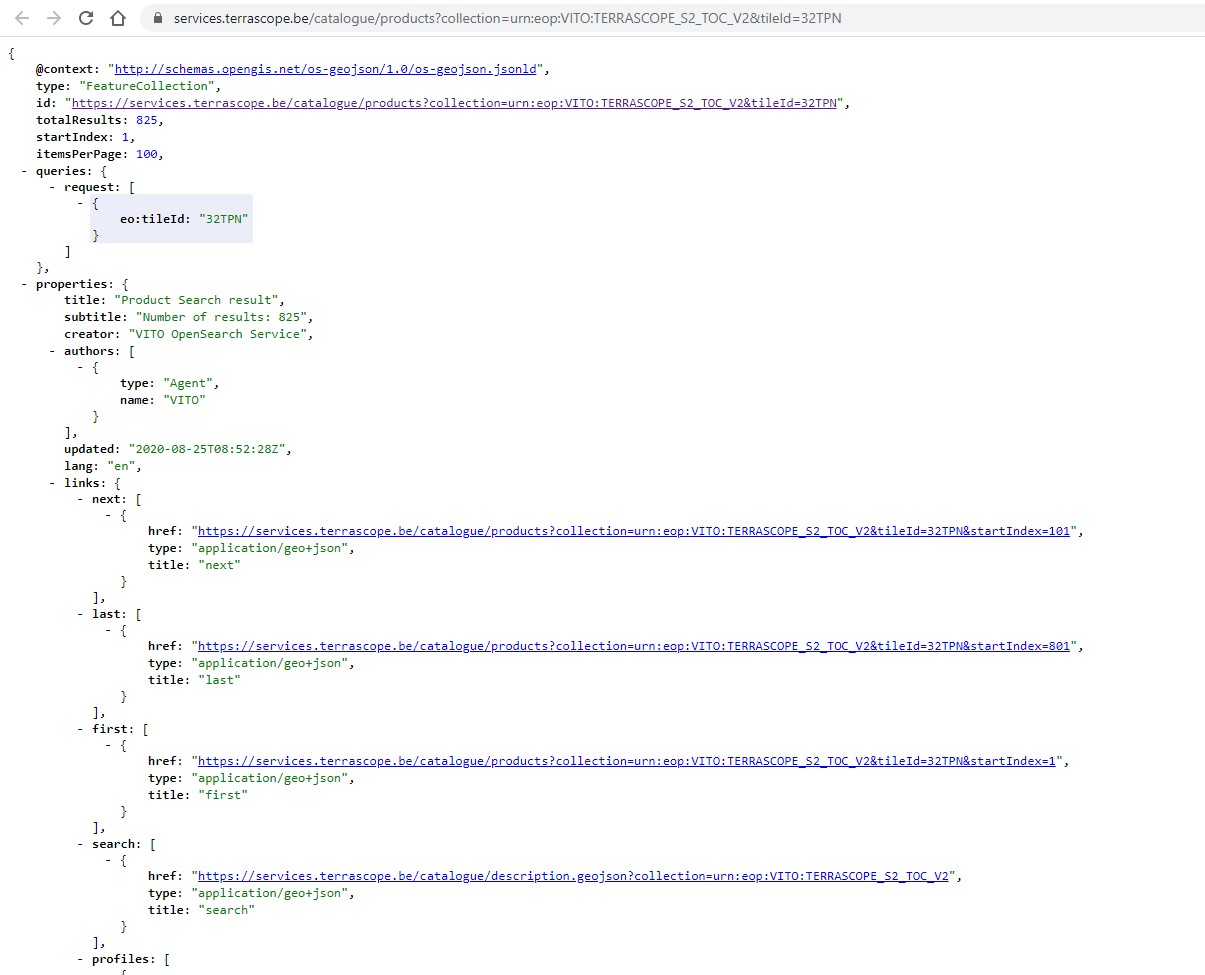 services.terrascope.be/catalogue/products?collection=urn:eop:VITO:TERRASCOPE_S2_TOC_V2&tileId=32TPN
{
@context: "http://schemas.opengis.net/os-geojson/1.0/os-geojson.jsonld",
type: "FeatureCollection",
id: "https://services.terrascope.be/catalogue/products?collection=urn:eop:VITO:TERRASCOPE_S2_TOC_V2&tileId=32TPN",
totalResults: 825,
startIndex: 1,
itemsPerPage: 100,
- queries: {
- request: [
- {
eo:tileId: "32TPN"
}
]
},
- properties: {
title: "Product Search result",
subtitle: "Number of results: 825",
creator: "VITO OpenSearch Service",
- authors: [
- {
type: "Agent",
name: "VITO"
}
],
updated: "2020-08-25T08:52:28Z",
lang: "en",
- links: {
- next: [
- {
href: "https://services.terrascope.be/catalogue/products?collection=urn:eop:VITO:TERRASCOPE_S2_TOC_V2&tileId=32TPN&startIndex=101",
type: "application/geo+json",
title: "next"
}
],
- last: [
- {
href: "https://services.terrascope.be/catalogue/products?collection=urn:eop:VITO:TERRASCOPE_S2_TOC_V2&tileId=32TPN&startIndex=801",
type: "application/geo+json",
title: "last"
}
],
- first: [
- {
href: "https://services.terrascope.be/catalogue/products?collection=urn:eop:VITO:TERRASCOPE_S2_TOC_V2&tileId=32TPN&startIndex=1",
type: "application/geo+json",
title: "first"
}
],
- search: [
- {
href: "https://services.terrascope.be/catalogue/description.geojson?collection=urn:eop:VITO:TERRASCOPE_S2_TOC_V2",
type: "application/geo+json",
title: "search"
}
],
- profiles: [